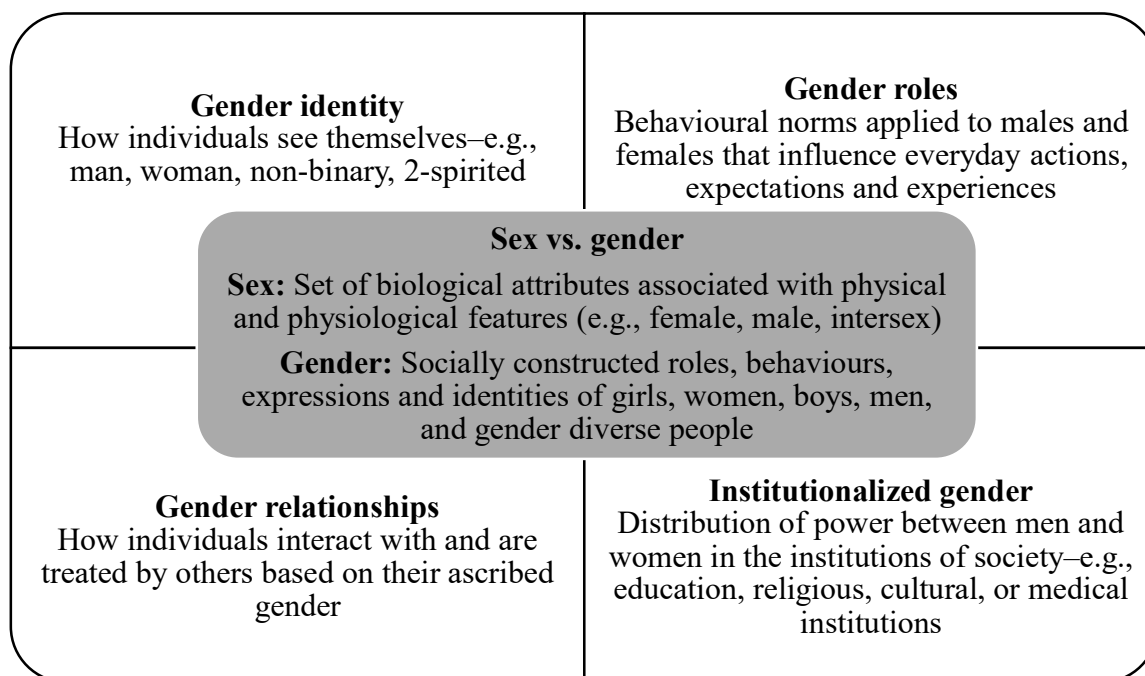 Gender identity
How individuals see themselves–e.g.,
man, woman, non-binary, 2-spirited
Gender roles
Behavioural norms applied to males and
females that influence everyday actions,
expectations and experiences
Sex vs. gender
Sex: Set of biological attributes associated with physical
and physiological features (e.g., female, male, intersex)
Gender: Socially constructed roles, behaviours,
expressions and identities of girls, women, boys, men,
and gender diverse people
Gender relationships
How individuals interact with and are
treated by others based on their ascribed
gender
Institutionalized gender
Distribution of power between men and
women in the institutions of society–e.g.,
education, religious, cultural, or medical
institutions